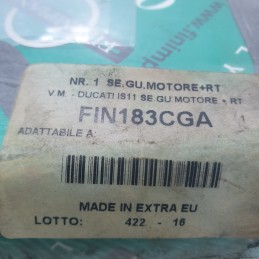 NR. 1 SE.GU.MOTORE+RT
V M. - DUCATI IS11 SE GU MOTORE + RT
FIN183CGA
ADATTABILE A:
MADE IN EXTRA EU
LOTTO: 422 - 16